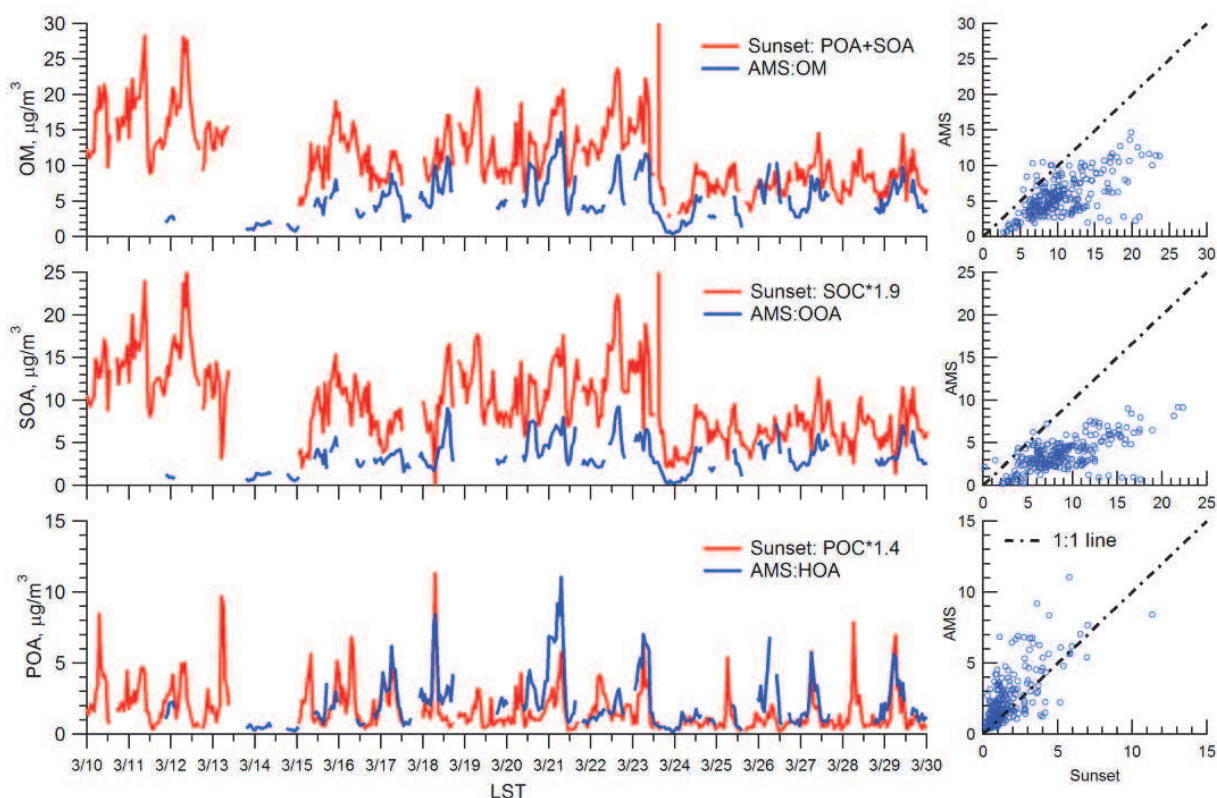 30
25
20
15
10
5
0
OM, μg/m³
Sunset: POA+SOA
AMS:OM
30
25
20
15
10
5
0
AMS
0 5 10 15 20 25 30
25
20
15
10
5
0
SOA, μg/m³
Sunset: SOC*1.9
AMS:OOA
25
20
15
10
5
0
AMS
0 5 10 15 20 25
15
10
5
0
POA, μg/m³
Sunset: POC*1.4
AMS:HOA
3/10 3/11 3/12 3/13 3/14 3/15 3/16 3/17 3/18 3/19 3/20 3/21 3/22 3/23 3/24 3/25 3/26 3/27 3/28 3/29 3/30
LST
15
10
5
0
AMS
1:1 line
0 5 10 15
Sunset